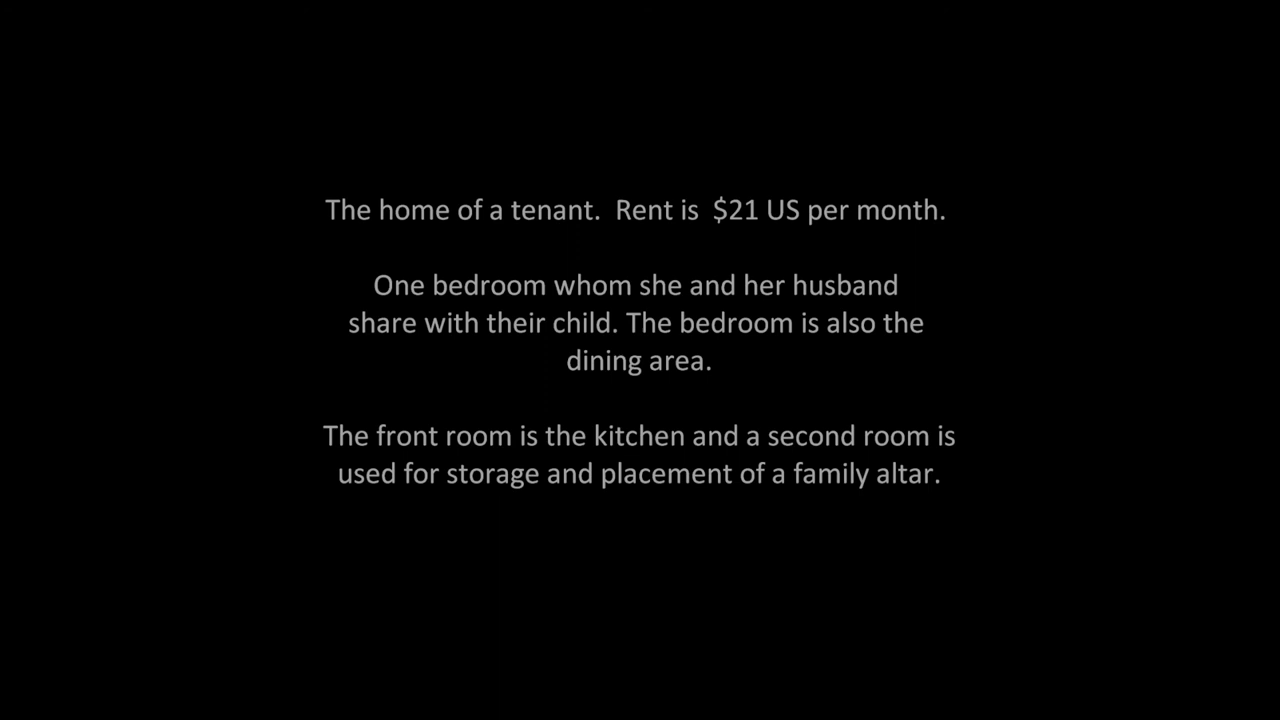 The home of a tenant.  Rent is  $21 US per month.
One bedroom whom she and her husband
share with their child. The bedroom is also the
dining area.
The front room is the kitchen and a second room is
used for storage and placement of a family altar.